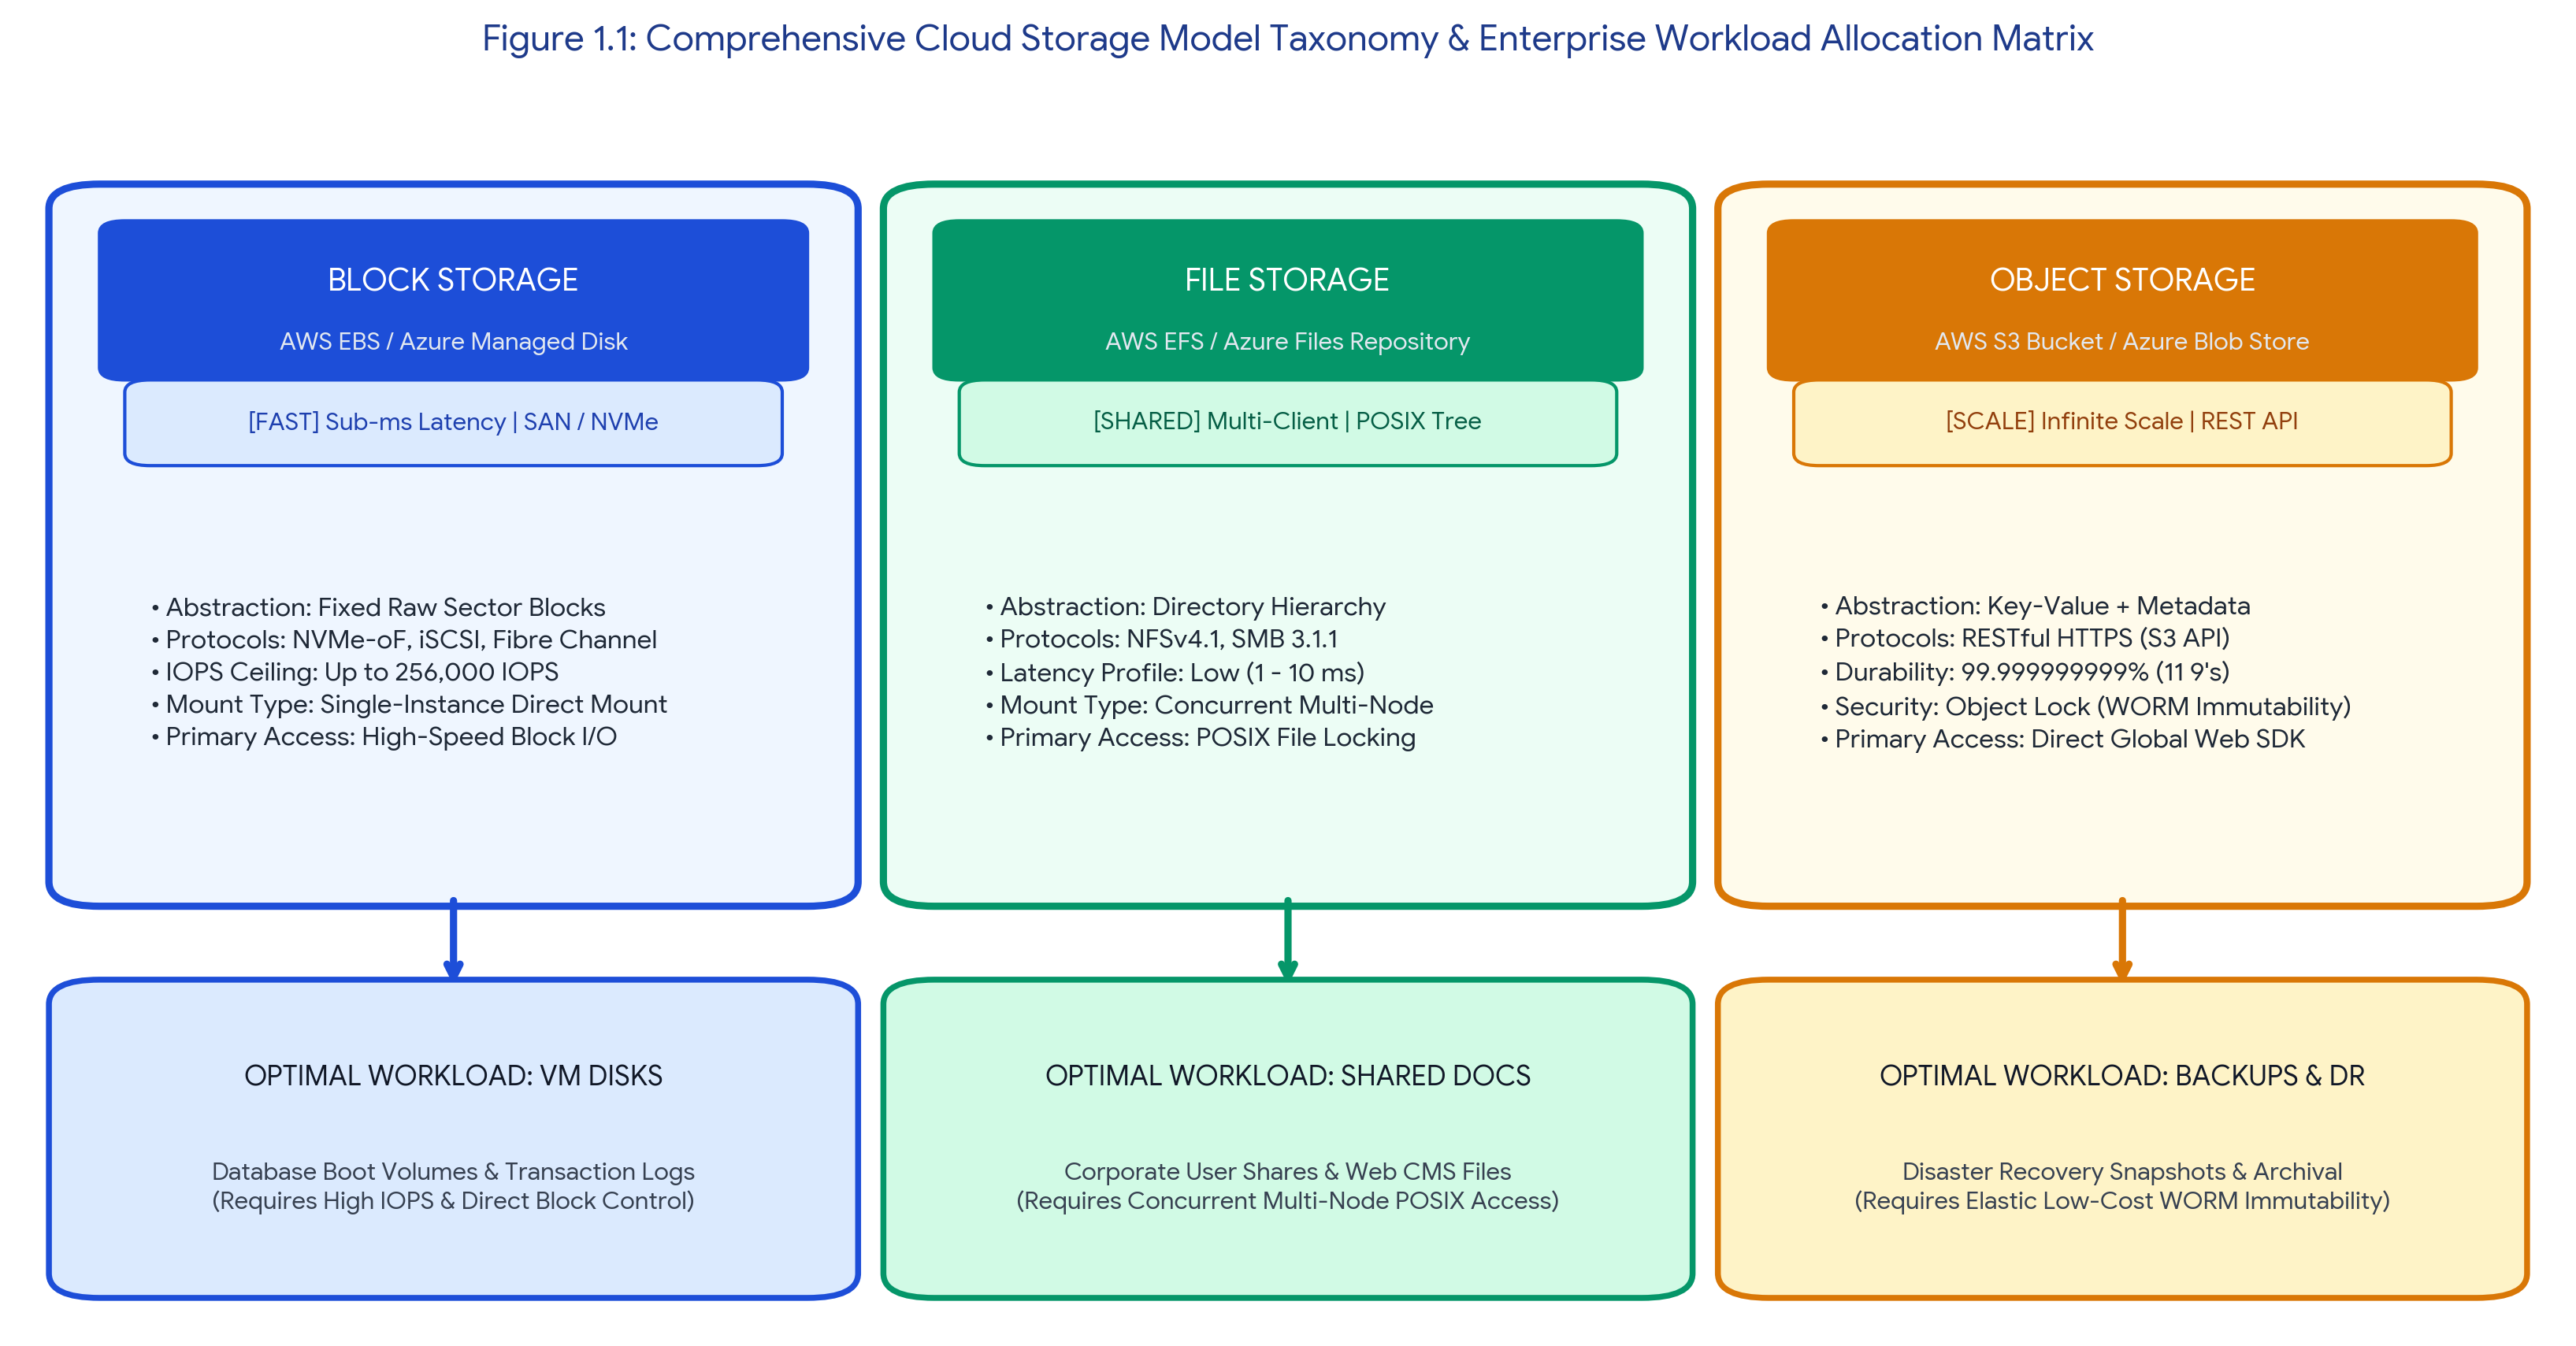 Figure 1.1: Comprehensive Cloud Storage Model Taxonomy & Enterprise Workload Allocation Matrix
BLOCK STORAGE
AWS EBS / Azure Managed Disk
[FAST] Sub-ms Latency | SAN / NVMe
• Abstraction: Fixed Raw Sector Blocks
• Protocols: NVMe-oF, iSCSI, Fibre Channel
• IOPS Ceiling: Up to 256,000 IOPS
• Mount Type: Single-Instance Direct Mount
• Primary Access: High-Speed Block I/O
OPTIMAL WORKLOAD: VM DISKS
Database Boot Volumes & Transaction Logs
(Requires High IOPS & Direct Block Control)
FILE STORAGE
AWS EFS / Azure Files Repository
[SHARED] Multi-Client | POSIX Tree
• Abstraction: Directory Hierarchy
• Protocols: NFSv4.1, SMB 3.1.1
• Latency Profile: Low (1 - 10 ms)
• Mount Type: Concurrent Multi-Node
• Primary Access: POSIX File Locking
OPTIMAL WORKLOAD: SHARED DOCS
Corporate User Shares & Web CMS Files
(Requires Concurrent Multi-Node POSIX Access)
OBJECT STORAGE
AWS S3 Bucket / Azure Blob Store
[SCALE] Infinite Scale | REST API
• Abstraction: Key-Value + Metadata
• Protocols: RESTful HTTPS (S3 API)
• Durability: 99.999999999% (11 9's)
• Security: Object Lock (WORM Immutability)
• Primary Access: Direct Global Web SDK
OPTIMAL WORKLOAD: BACKUPS & DR
Disaster Recovery Snapshots & Archival
(Requires Elastic Low-Cost WORM Immutability)